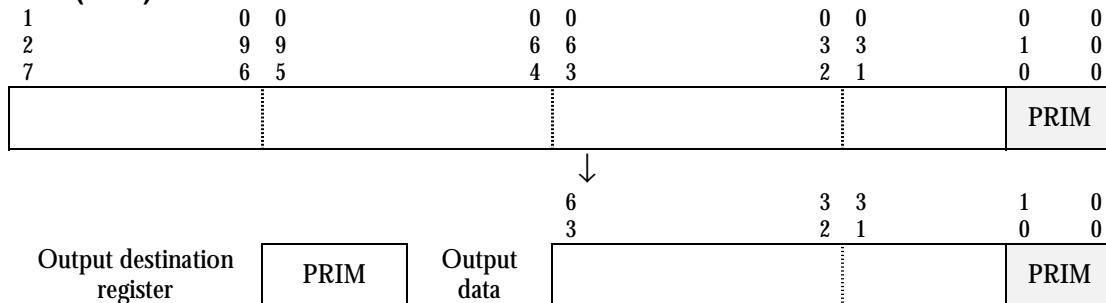 1 0 0 0 0 0 0 0 0
2 9 9 6 6 3 3 1 0
7 6 5 4 3 2 1 0 0
PRIM
↓
6 3 3 1 0
3 2 1 0 0
Output destination register PRIM Output data PRIM